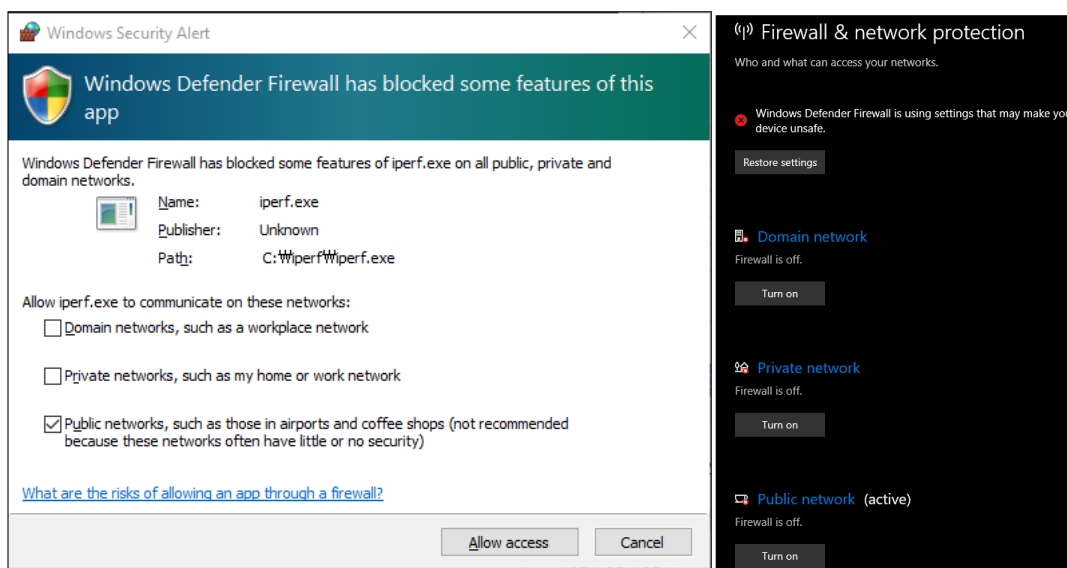 Windows Security Alert
Windows Defender Firewall has blocked some features of this
app
Windows Defender Firewall has blocked some features of iperf.exe on all public, private and
domain networks.
Name: iperf.exe
Publisher: Unknown
Path: C:₩iperf₩iperf.exe
Allow iperf.exe to communicate on these networks:
Domain networks, such as a workplace network
Private networks, such as my home or work network
Public networks, such as those in airports and coffee shops (not recommended
because these networks often have little or no security)
What are the risks of allowing an app through a firewall?
Allow access Cancel
Firewall & network protection
Who and what can access your networks.
Windows Defender Firewall is using settings that may make you
device unsafe.
Restore settings
Domain network
Firewall is off.
Turn on
Private network
Firewall is off.
Turn on
Public network (active)
Firewall is off.
Turn on